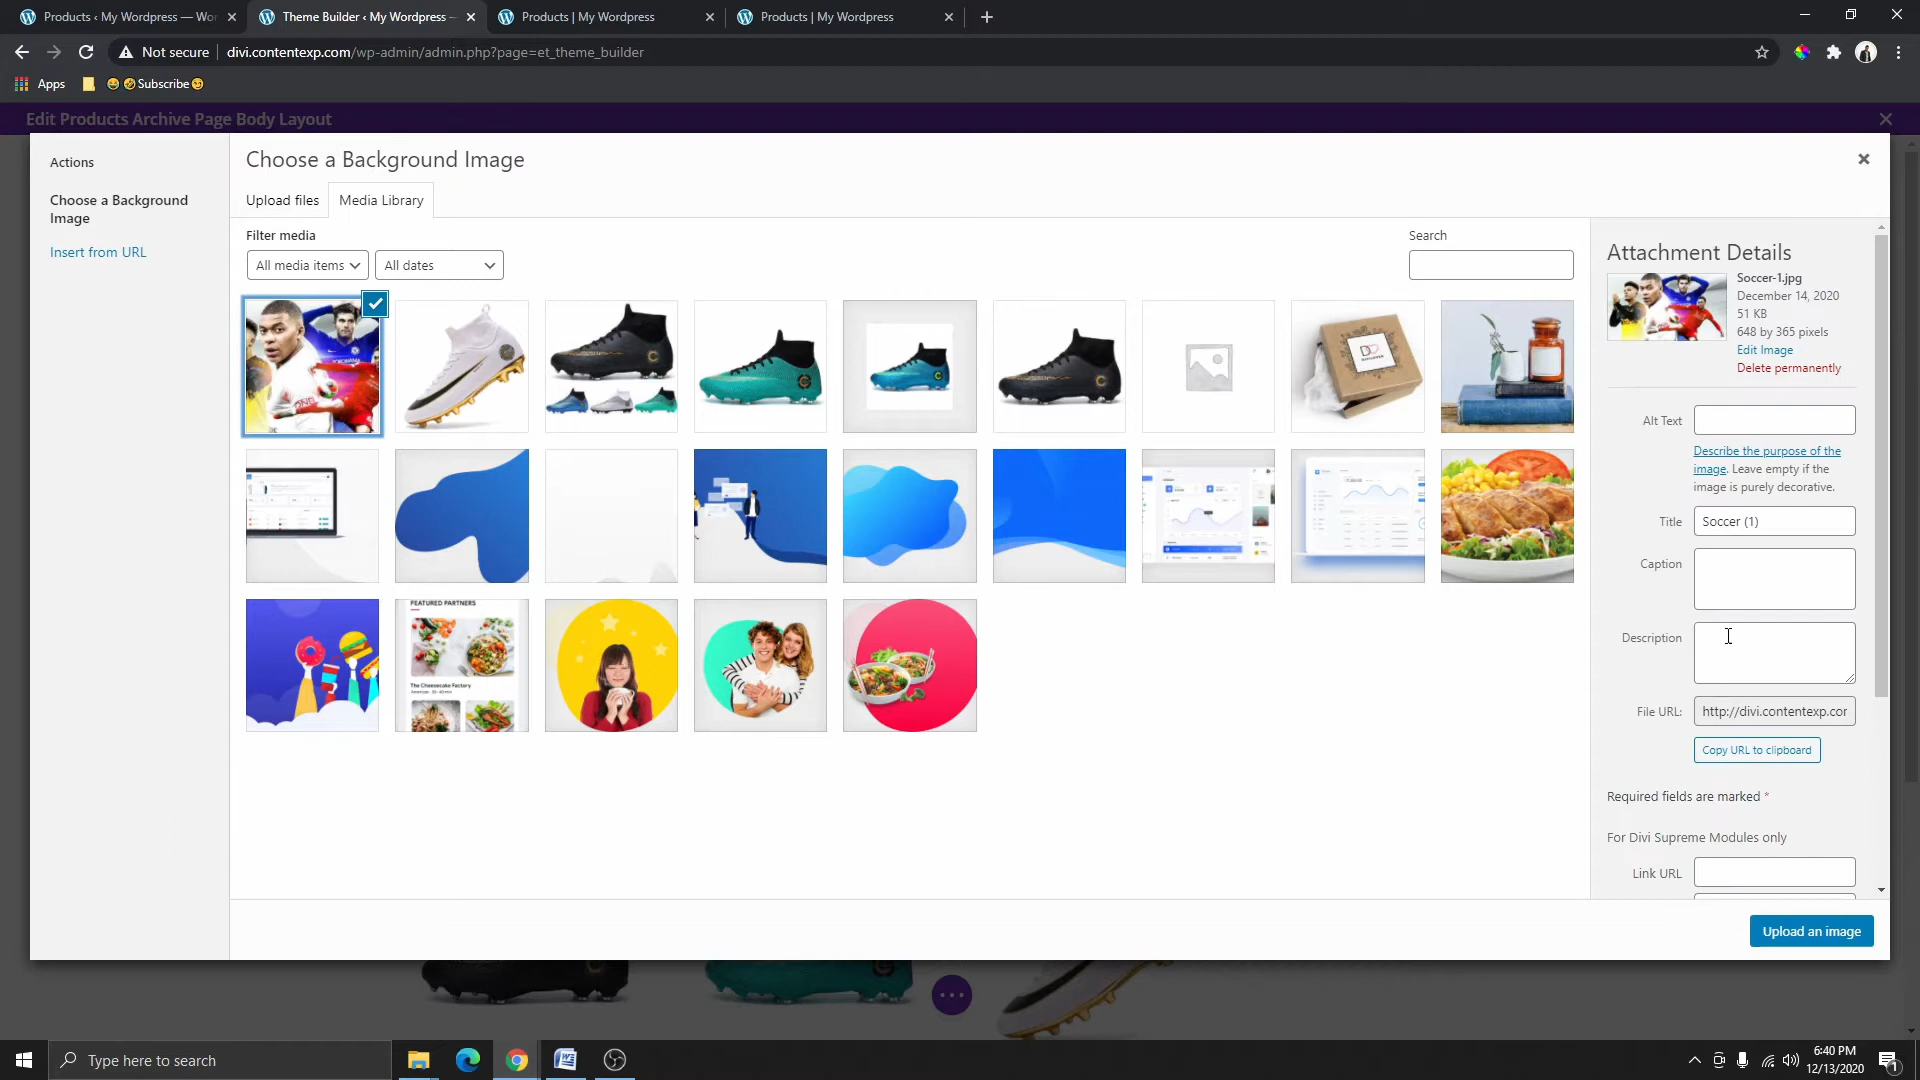 Products ‹ My Wordpress — Wor
Theme Builder ‹ My Wordpress —
Products | My Wordpress
Products | My Wordpress
Not secure
divi.contentexp.com/wp-admin/admin.php?page=et_theme_builder
Apps
Subscribe
Edit Products Archive Page Body Layout
Actions
Choose a Background
Image
Insert from URL
Choose a Background Image
Upload files
Media Library
Filter media
All media items
All dates
Search
Attachment Details
Soccer-1.jpg
December 14, 2020
51 KB
648 by 365 pixels
Edit Image
Delete permanently
Alt Text
Describe the purpose of the
image. Leave empty if the
image is purely decorative.
Title
Soccer (1)
Caption
Description
File URL:
http://divi.contentexp.cor
Copy URL to clipboard
Required fields are marked *
For Divi Supreme Modules only
Link URL
FEATURED PARTNERS
The Cheesecake Factory
Upload an image
Type here to search
6:40 PM
12/13/2020
1